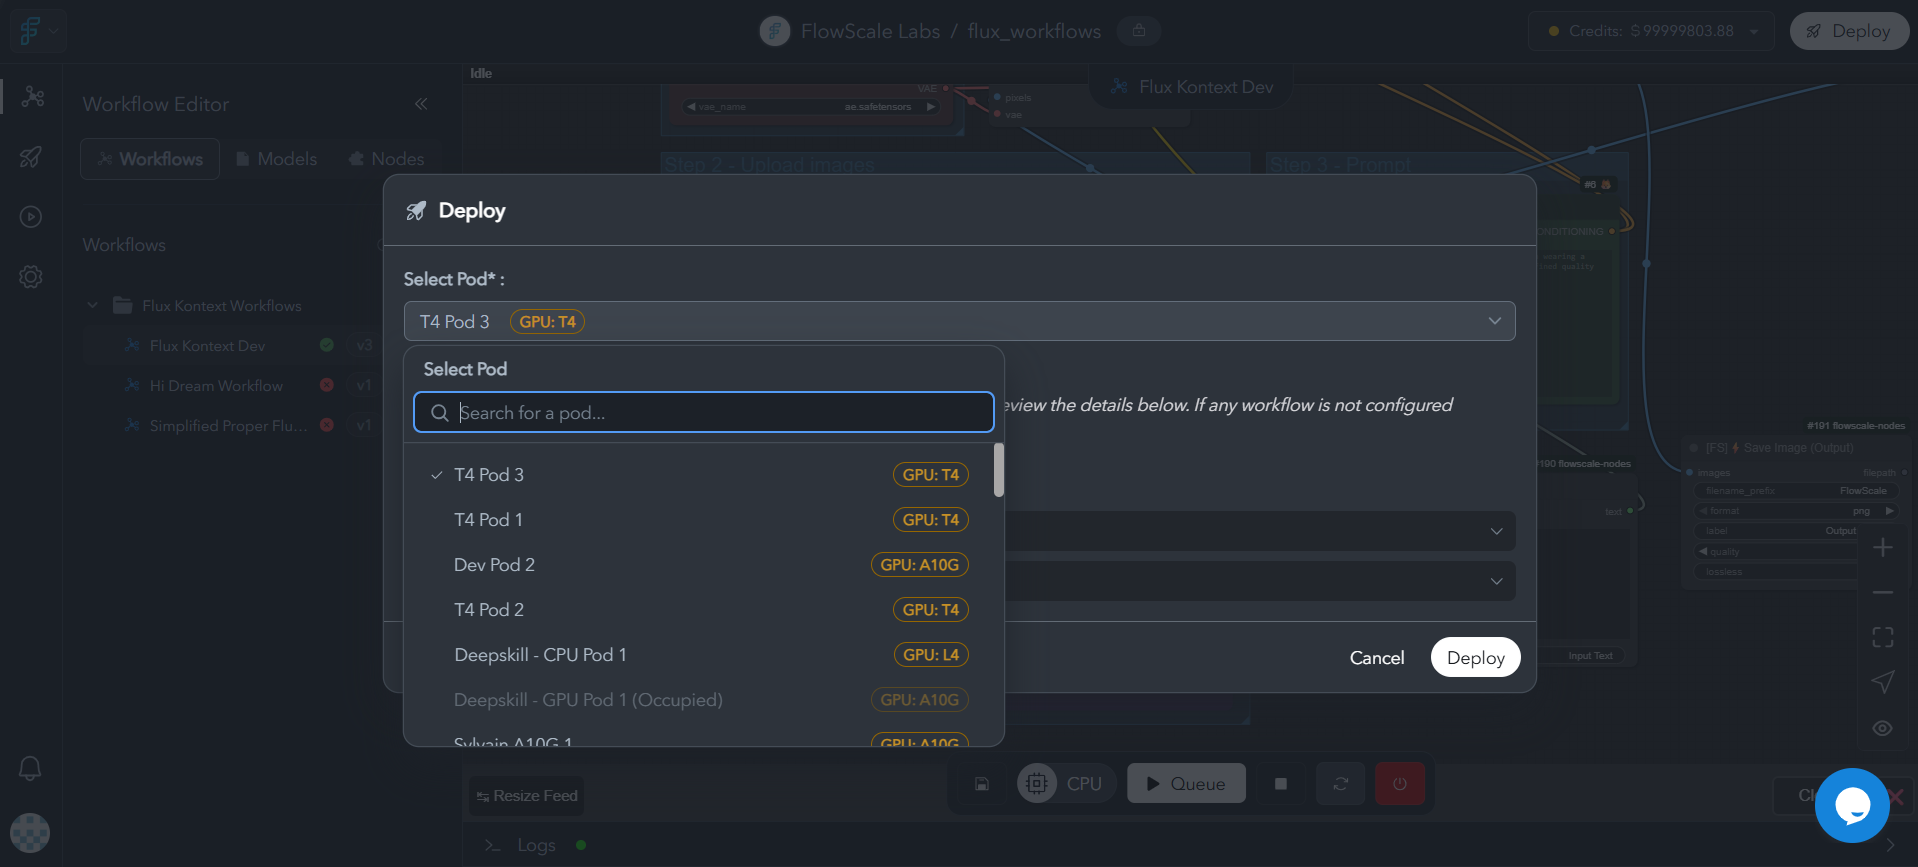 FlowScale Labs / flux_workflows
Credits: $ 99999803.88
Deploy
Idle
Workflow Editor
Workflows
Models
Nodes
Workflows
Flux Kontext Workflows
Flux Kontext Dev
v3
Hi Dream Workflow
v1
Simplified Proper Flu...
v1
VAE
vae_name
ae.safetensors
pixels
vae
Flux Kontext Dev
Step 2 - Upload images
Step 3 - Prompt
#6
ONDITIONING
wearing a
quality
Deploy
Select Pod* :
T4 Pod 3 GPU: T4
Select Pod
Search for a pod...
T4 Pod 3 GPU: T4
T4 Pod 1 GPU: T4
Dev Pod 2 GPU: A10G
T4 Pod 2 GPU: T4
Deepskill - CPU Pod 1 GPU: L4
Deepskill - GPU Pod 1 (Occupied) GPU: A10G
Sylvain A10G 1 GPU: A10G
eview the details below. If any workflow is not configured
Cancel
Deploy
#191 flowscale-nodes
[FS] Save Image (Output)
images
filepath
filename_prefix FlowScale
format png
label Output
quality
lossless
#190 flowscale-nodes
text
Input Text
Resize Feed
CPU
Queue
Cl
>_ Logs